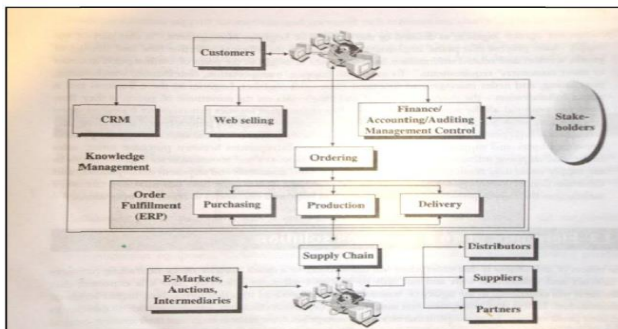 Customers
CRM
Web selling
Finance/
Accounting/Auditing
Management Control
Stake-
holders
Knowledge
Management
Ordering
Order
Fulfillment
(ERP)
Purchasing
Production
Delivery
Supply Chain
Distributors
E-Markets,
Auctions,
Intermediaries
Suppliers
Partners